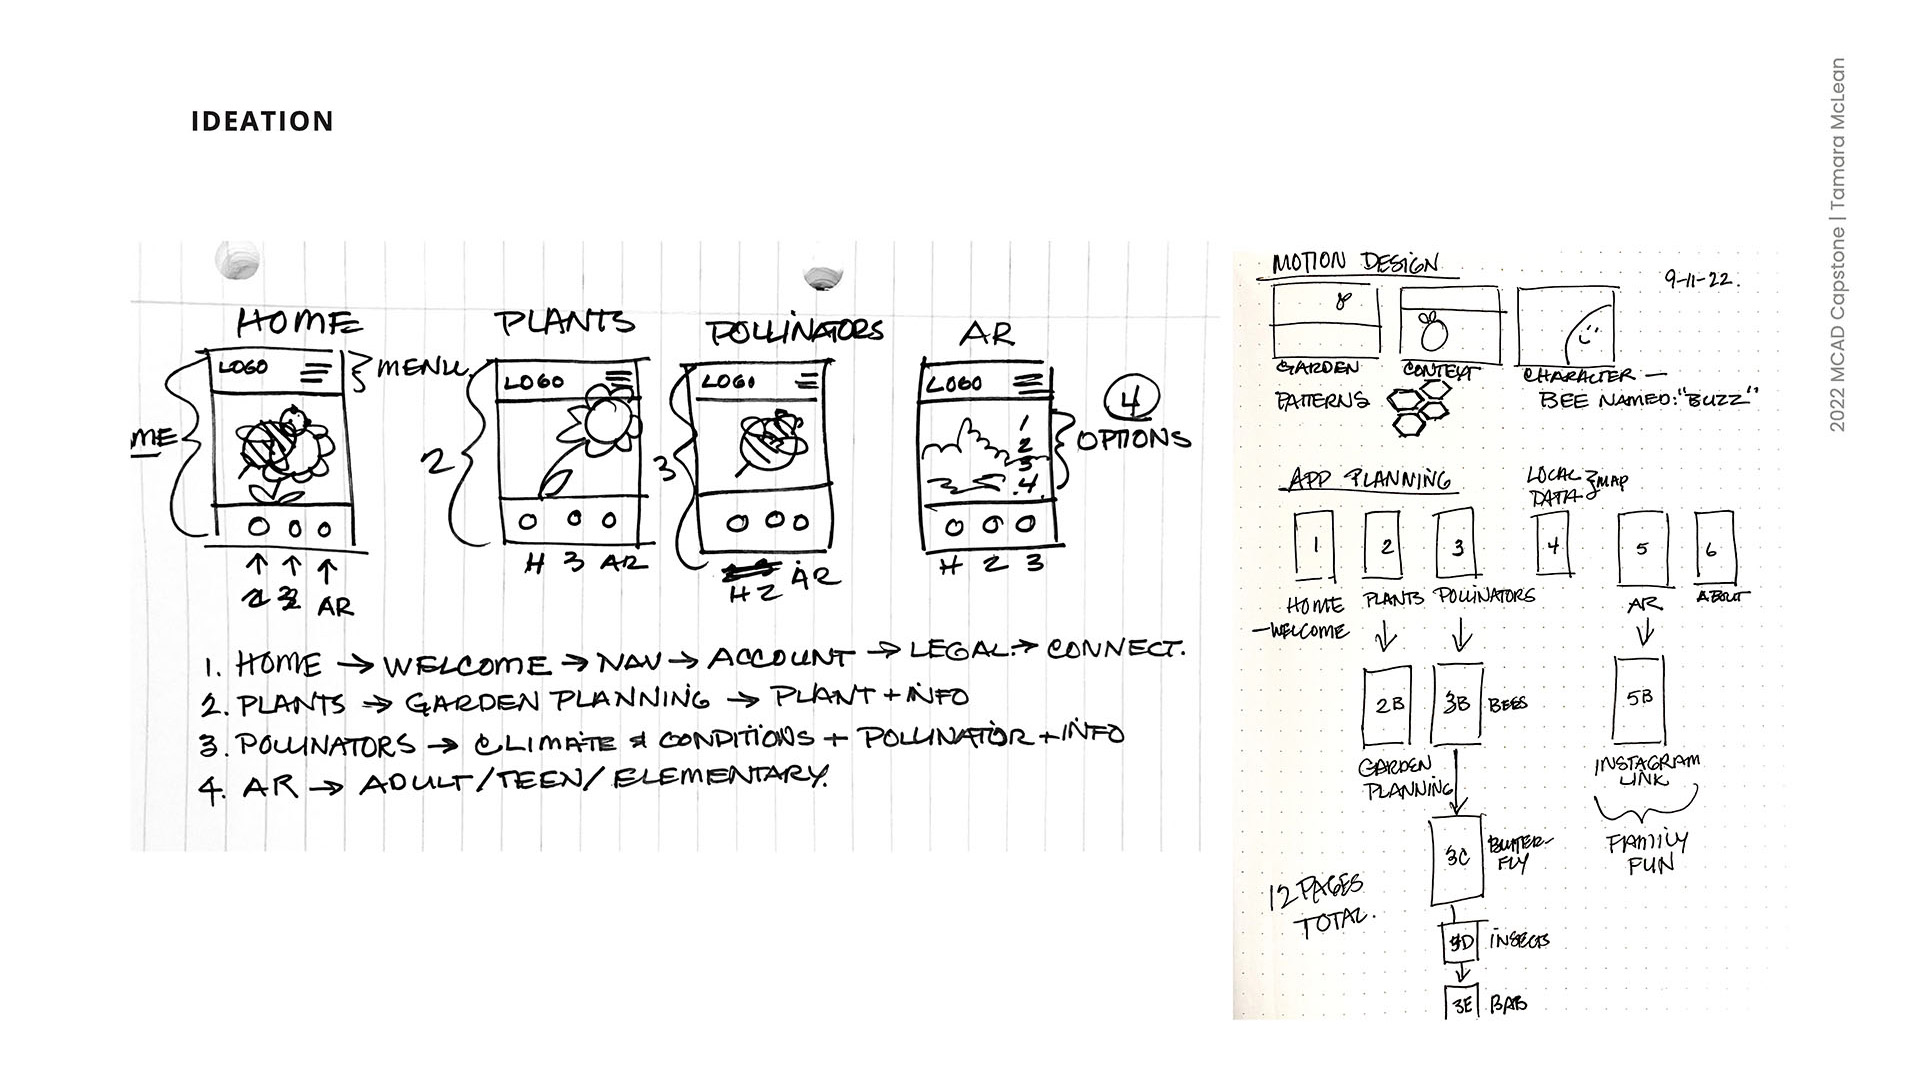 IDEATION
2022 MCAD Capstone | Tamara McLean
HOME
PLANTS
POLLINATORS
AR
LOGO
MENU
LOGO
LOGO
LOGO
ME
2
3
1
2
3
4
4
OPTIONS
AR
H 3 AR
H 2 AR
H 2 3
1. HOME → WELCOME → NAV → ACCOUNT → LEGAL → CONNECT.
2. PLANTS → GARDEN PLANNING → PLANT + INFO
3. POLLINATORS → CLIMATE & CONDITIONS + POLLINATOR + INFO
4. AR → ADULT/TEEN/ELEMENTARY.
MOTION DESIGN
9-11-22.
GARDEN
CONTEXT
CHARACTER —
BEE NAMED: "BUZZ"
PATTERNS
APP PLANNING
LOCAL
DATA
MAP
1
2
3
4
5
6
HOME
—WELCOME
PLANTS
POLLINATORS
AR
ABOUT
2B
3B
BEES
5B
GARDEN
PLANNING
INSTAGRAM
LINK
3C
BUTTER-
FLY
FAMILY
FUN
12 PAGES
TOTAL.
INSECTS
3E